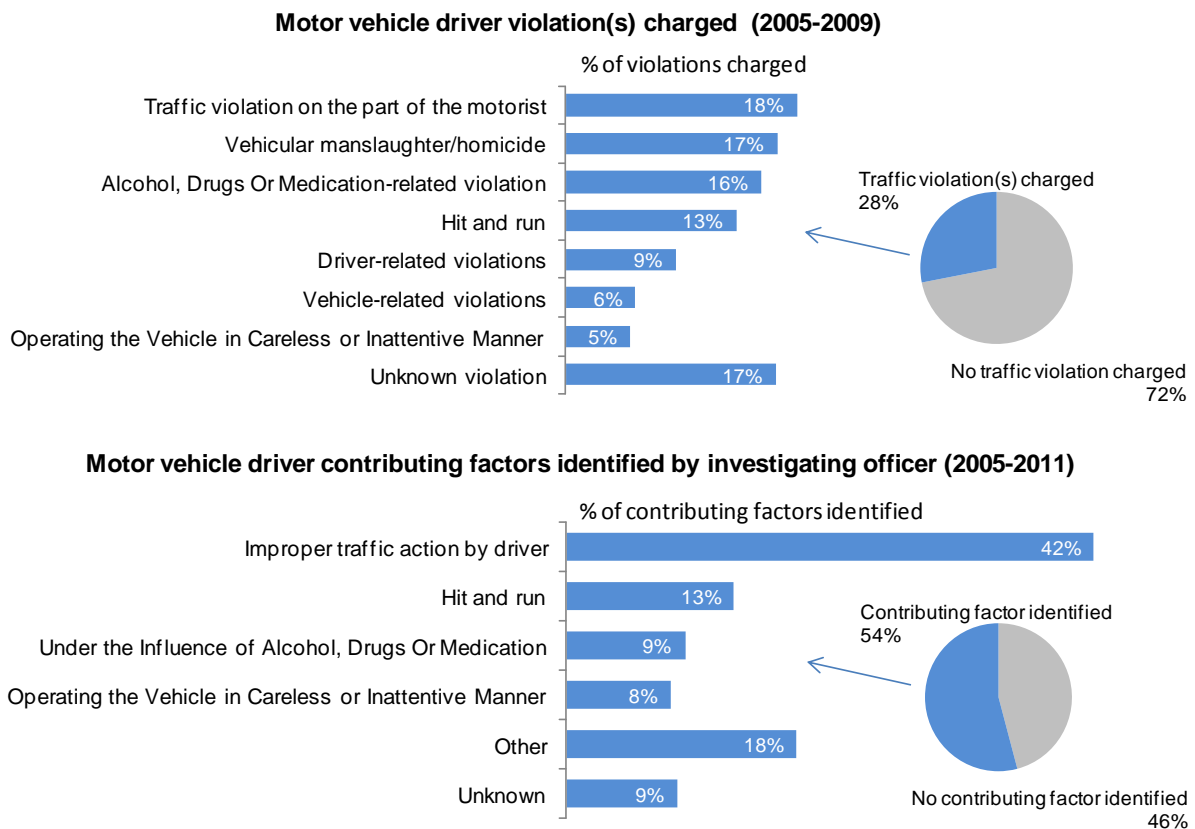 Motor vehicle driver violation(s) charged (2005-2009)
% of violations charged
Traffic violation on the part of the motorist 18%
Vehicular manslaughter/homicide 17%
Alcohol, Drugs Or Medication-related violation 16%
Hit and run 13%
Driver-related violations 9%
Vehicle-related violations 6%
Operating the Vehicle in Careless or Inattentive Manner 5%
Unknown violation 17%
Traffic violation(s) charged
28%
No traffic violation charged
72%
Motor vehicle driver contributing factors identified by investigating officer (2005-2011)
% of contributing factors identified
Improper traffic action by driver 42%
Hit and run 13%
Under the Influence of Alcohol, Drugs Or Medication 9%
Operating the Vehicle in Careless or Inattentive Manner 8%
Other 18%
Unknown 9%
Contributing factor identified
54%
No contributing factor identified
46%